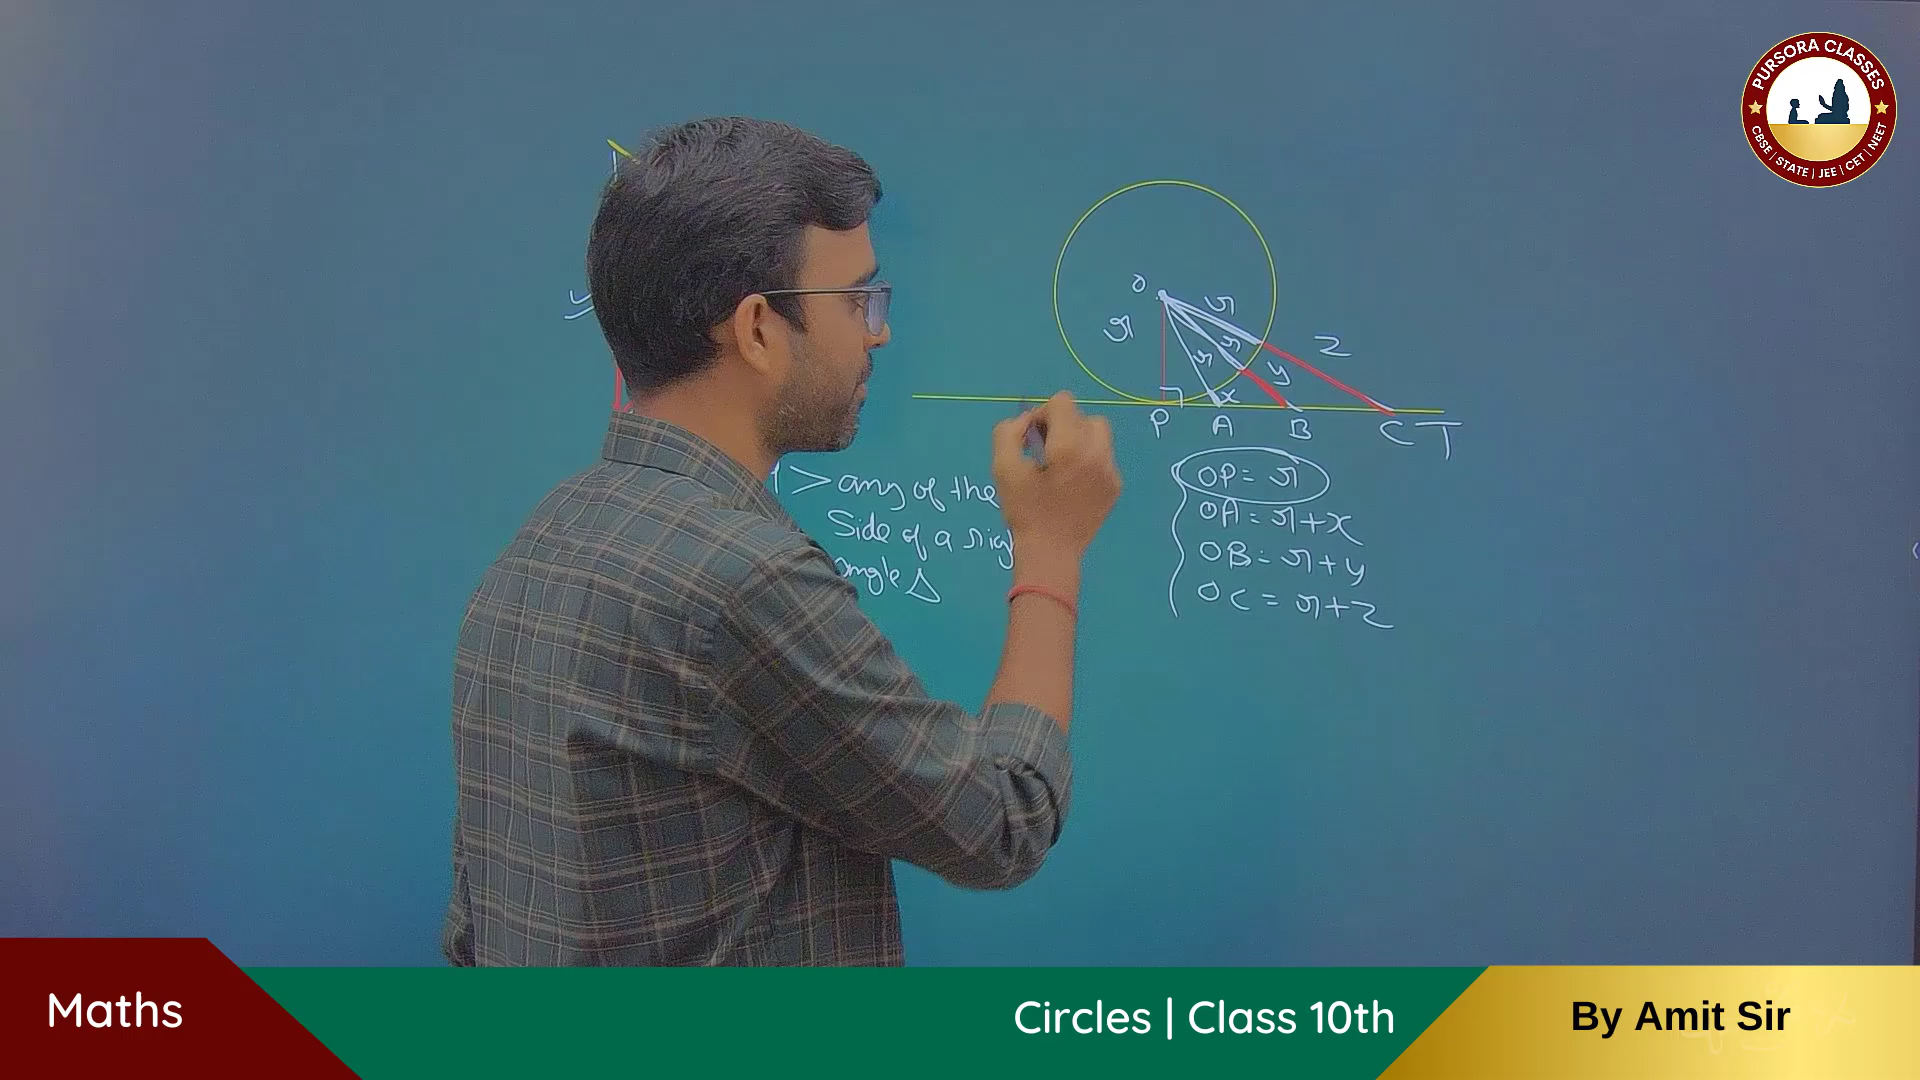 PURSORA CLASSES
CBSE | STATE | JEE | CET | NEET
O
r
r
r
r
z
y
y
x
P A B C T
> any of the
Side of a
angle Δ
OP = r
OA = r + x
OB = r + y
OC = r + z
Maths
Circles | Class 10th
By Amit Sir